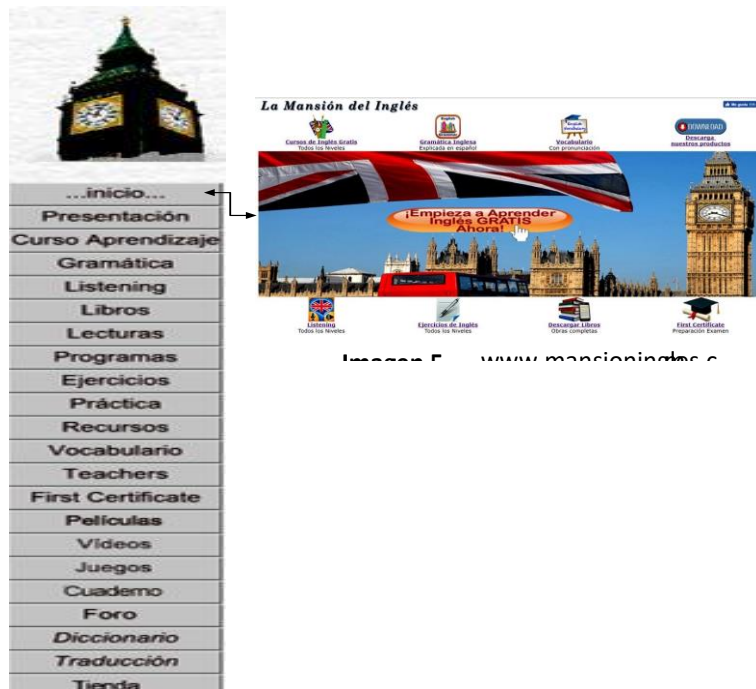 ...inicio...
Presentación
Curso Aprendizaje
Gramática
Listening
Libros
Lecturas
Programas
Ejercicios
Práctica
Recursos
Vocabulario
Teachers
First Certificate
Películas
Vídeos
Juegos
Cuaderno
Foro
Diccionario
Traducción
Tienda
La Mansión del Inglés
Cursos de Inglés Gratis
Todos los Niveles
Gramática Inglesa
Explicada en español
Vocabulario
Con pronunciación
DOWNLOAD
Descarga
nuestros productos
¡Empieza a Aprender
Inglés GRATIS
Ahora!
Listening
Todos los Niveles
Ejercicios de Inglés
Todos los Niveles
Descargar Libros
Obras completas
First Certificate
Preparación Examen